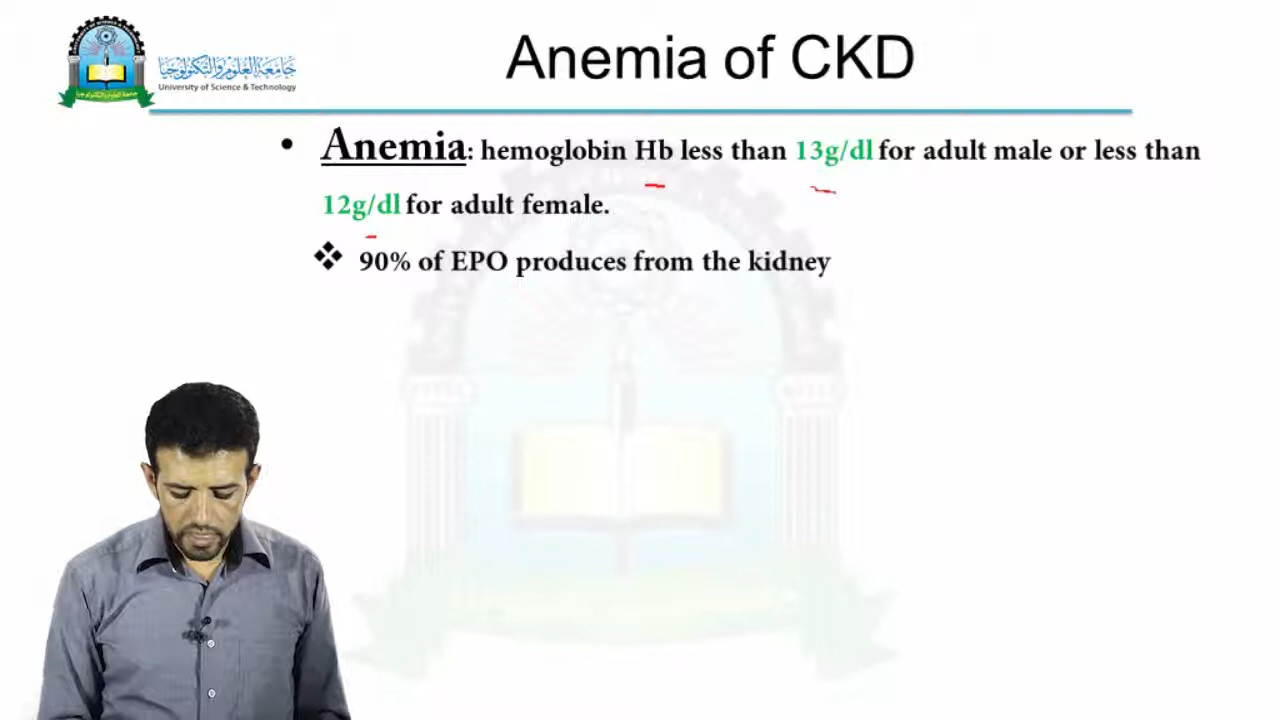 Anemia of CKD
جامعة العلوم والتكنولوجيا
University of Science & Technology
• Anemia: hemoglobin Hb less than 13g/dl for adult male or less than
12g/dl for adult female.
❖ 90% of EPO produces from the kidney